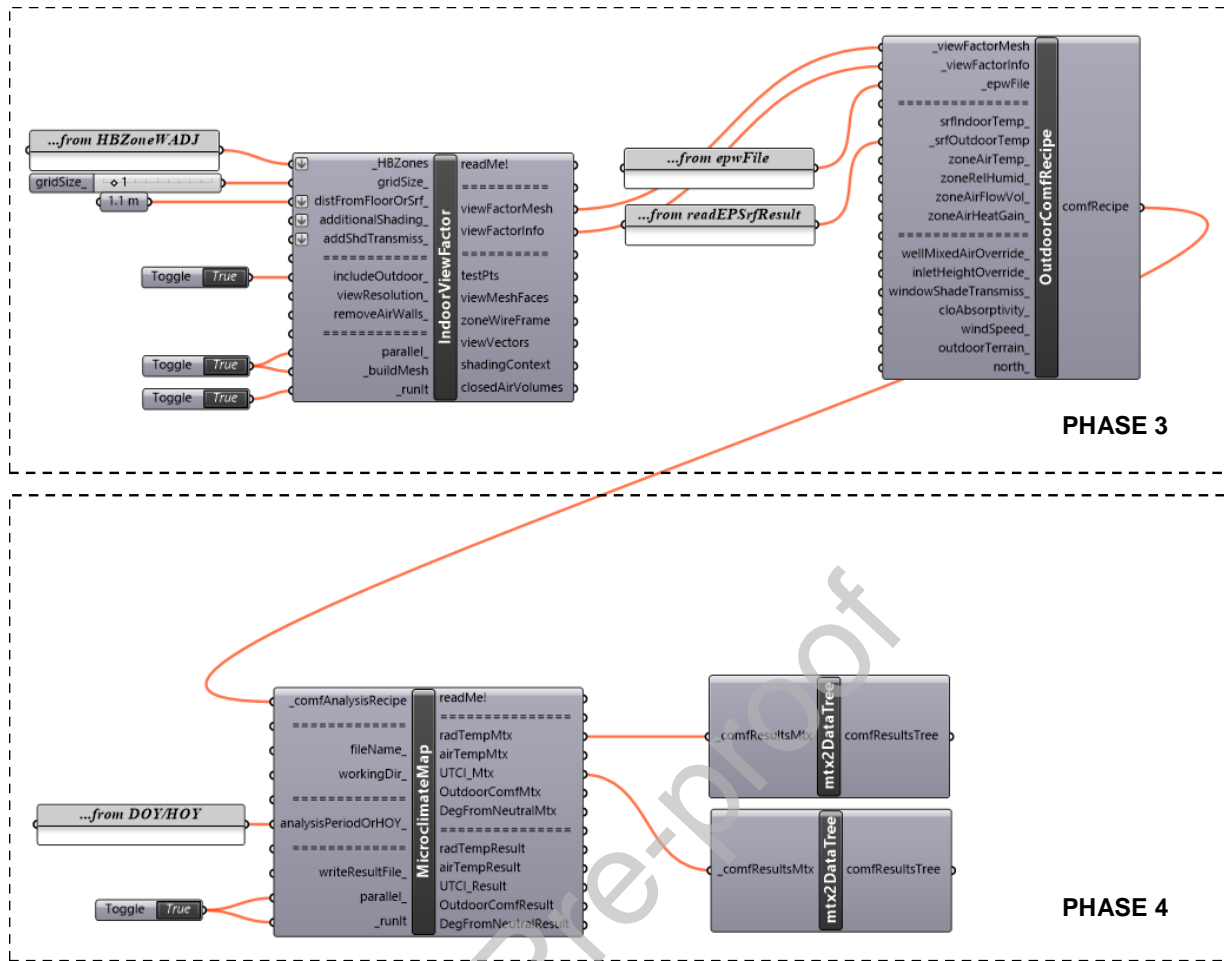 ...from HBZoneWADJ
gridSize_ ◇ 1
1.1 m
Toggle True
Toggle True
Toggle True
_HBZones
gridSize_
distFromFloorOrSrf_
additionalShading_
addShdTransmiss_
============
includeOutdoor_
viewResolution_
removeAirWalls_
============
parallel_
_buildMesh
_runIt
IndoorViewFactor
readMe!
==========
viewFactorMesh
viewFactorInfo
==========
testPts
viewMeshFaces
zoneWireFrame
viewVectors
shadingContext
closedAirVolumes
...from epwFile
...from readEPSrfResult
_viewFactorMesh
_viewFactorInfo
_epwFile
===============
srfIndoorTemp_
_srfOutdoorTemp
zoneAirTemp_
zoneRelHumid_
zoneAirFlowVol_
zoneAirHeatGain_
===============
wellMixedAirOverride_
inletHeightOverride_
windowShadeTransmiss_
cloAbsorptivity_
windSpeed_
outdoorTerrain_
north_
OutdoorComfRecipe
comfRecipe
PHASE 3
...from DOY/HOY
Toggle True
_comfAnalysisRecipe
=============
fileName_
workingDir_
=============
analysisPeriodOrHOY_
=============
writeResultFile_
parallel_
_runIt
MicroclimateMap
readMe!
===============
radTempMtx
airTempMtx
UTCI_Mtx
OutdoorComfMtx
DegFromNeutralMtx
===============
radTempResult
airTempResult
UTCI_Result
OutdoorComfResult
DegFromNeutralResult
_comfResultsMtx
mtx2DataTree
comfResultsTree
_comfResultsMtx
mtx2DataTree
comfResultsTree
PHASE 4
Pre-proof